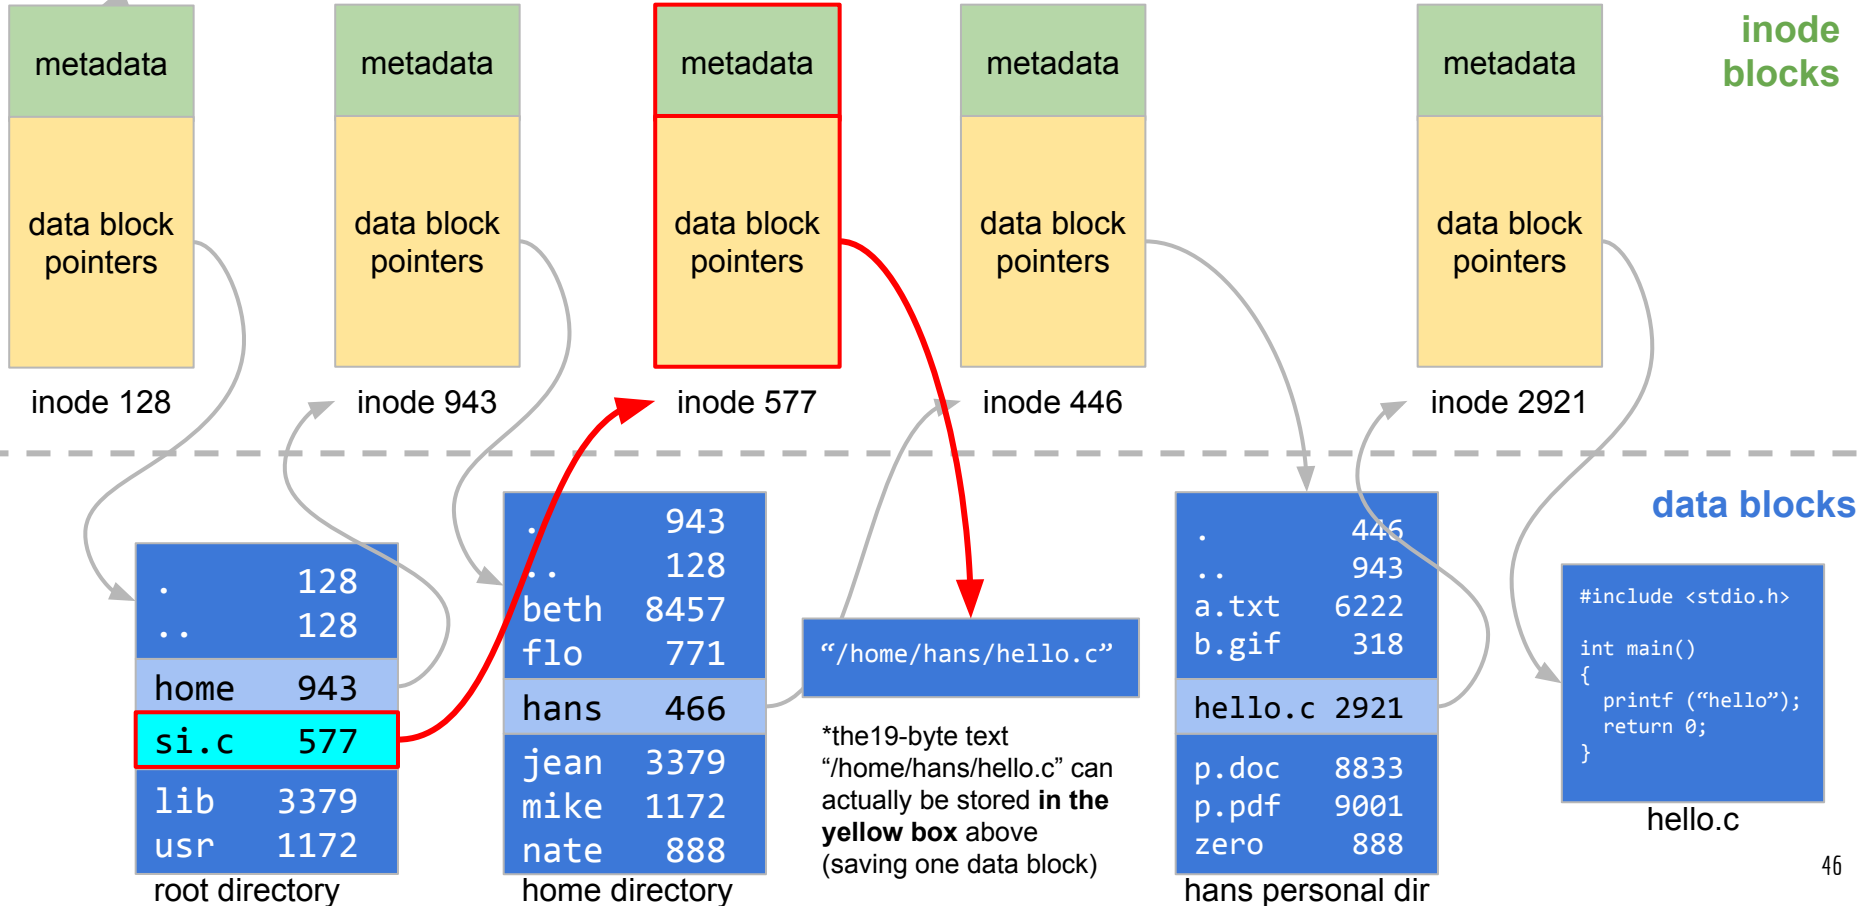 metadata
metadata
metadata
metadata
metadata
inode
blocks
data block
pointers
data block
pointers
data block
pointers
data block
pointers
data block
pointers
inode 128
inode 943
inode 577
inode 446
inode 2921
data blocks
. 128
.. 128
home 943
si.c 577
lib 3379
usr 1172
root directory
. 943
.. 128
beth 8457
flo 771
hans 466
jean 3379
mike 1172
nate 888
home directory
“/home/hans/hello.c”
*the19-byte text
“/home/hans/hello.c” can
actually be stored in the
yellow box above
(saving one data block)
. 446
.. 943
a.txt 6222
b.gif 318
hello.c 2921
p.doc 8833
p.pdf 9001
zero 888
hans personal dir
#include <stdio.h>
int main()
{
printf (“hello”);
return 0;
}
hello.c
46